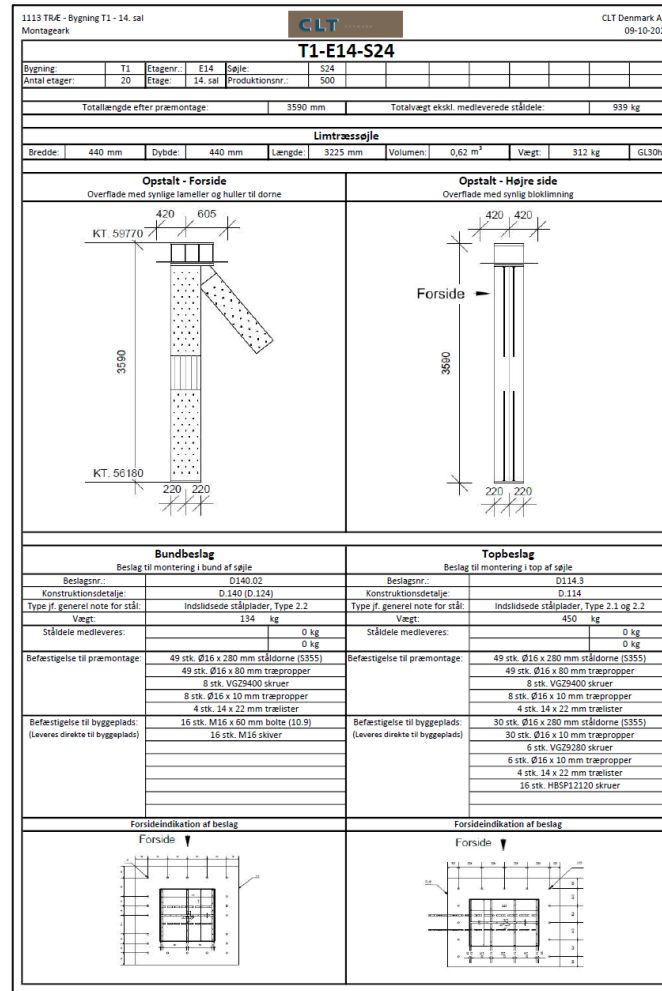 1113 TRÆ - Bygning T1 - 14. sal
Montageark
CLT
CLT Denmark A
09-10-202
T1-E14-S24
Bygning: T1 Etagenr.: E14 Søjle: S24
Antal etager: 20 Etage: 14. sal Produktionsnr.: 500
Totallængde efter præmontage: 3590 mm Totalvægt ekskl. medleverede ståldele: 939 kg
Limtræssøjle
Bredde: 440 mm Dybde: 440 mm Længde: 3225 mm Volumen: 0,62 m³ Vægt: 312 kg GL30h
Opstalt - Forside
Overflade med synlige lameller og huller til dorne
420 605
KT. 59770
3590
KT. 56180
220 220
Opstalt - Højre side
Overflade med synlig bloklimning
420 420
Forside
3590
220 220
Bundbeslag
Beslag til montering i bund af søjle
Beslagsnr.: D140.02
Konstruktionsdetalje: D.140 (D.124)
Type jf. generel note for stål: Indslidsede stålplader, Type 2.2
Vægt: 134 kg
Ståldele medleveres: 0 kg
0 kg
Befæstigelse til præmontage: 49 stk. Ø16 x 280 mm ståldorne (S355)
49 stk. Ø16 x 80 mm træpropper
8 stk. VGZ9400 skruer
8 stk. Ø16 x 10 mm træpropper
4 stk. 14 x 22 mm trælister
Befæstigelse til byggeplads: 16 stk. M16 x 60 mm bolte (10.9)
(Leveres direkte til byggeplads) 16 stk. M16 skiver
Forsideindikation af beslag
Forside
Topbeslag
Beslag til montering i top af søjle
Beslagsnr.: D114.3
Konstruktionsdetalje: D.114
Type jf. generel note for stål: Indslidsede stålplader, Type 2.1 og 2.2
Vægt: 450 kg
Ståldele medleveres: 0 kg
0 kg
Befæstigelse til præmontage: 49 stk. Ø16 x 280 mm ståldorne (S355)
49 stk. Ø16 x 80 mm træpropper
8 stk. VGZ9400 skruer
8 stk. Ø16 x 10 mm træpropper
4 stk. 14 x 22 mm trælister
Befæstigelse til byggeplads: 30 stk. Ø16 x 280 mm ståldorne (S355)
(Leveres direkte til byggeplads) 30 stk. Ø16 x 10 mm træpropper
6 stk. VGZ9280 skruer
6 stk. Ø16 x 10 mm træpropper
4 stk. 14 x 22 mm trælister
16 stk. HBSP12120 skruer
Forsideindikation af beslag
Forside